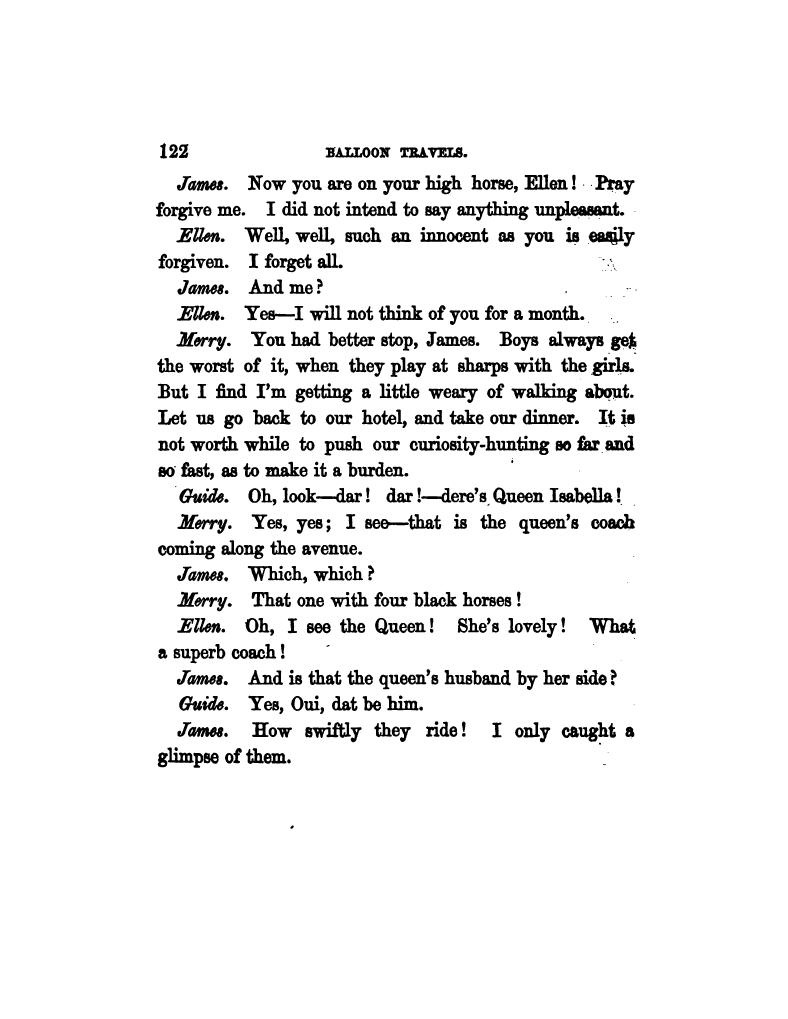 122 BALLOON TRAVELS.
James. Now you are on your high horse, Ellen! Pray
forgive me. I did not intend to say anything unpleasant.
Ellen. Well, well, such an innocent as you is easily
forgiven. I forget all.
James. And me?
Ellen. Yes—I will not think of you for a month.
Merry. You had better stop, James. Boys always get
the worst of it, when they play at sharps with the girls.
But I find I'm getting a little weary of walking about.
Let us go back to our hotel, and take our dinner. It is
not worth while to push our curiosity-hunting so far and
so fast, as to make it a burden.
Guide. Oh, look—dar! dar!—dere's Queen Isabella!
Merry. Yes, yes; I see—that is the queen's coach
coming along the avenue.
James. Which, which?
Merry. That one with four black horses!
Ellen. Oh, I see the Queen! She's lovely! What
a superb coach!
James. And is that the queen's husband by her side?
Guide. Yes, Oui, dat be him.
James. How swiftly they ride! I only caught a
glimpse of them.